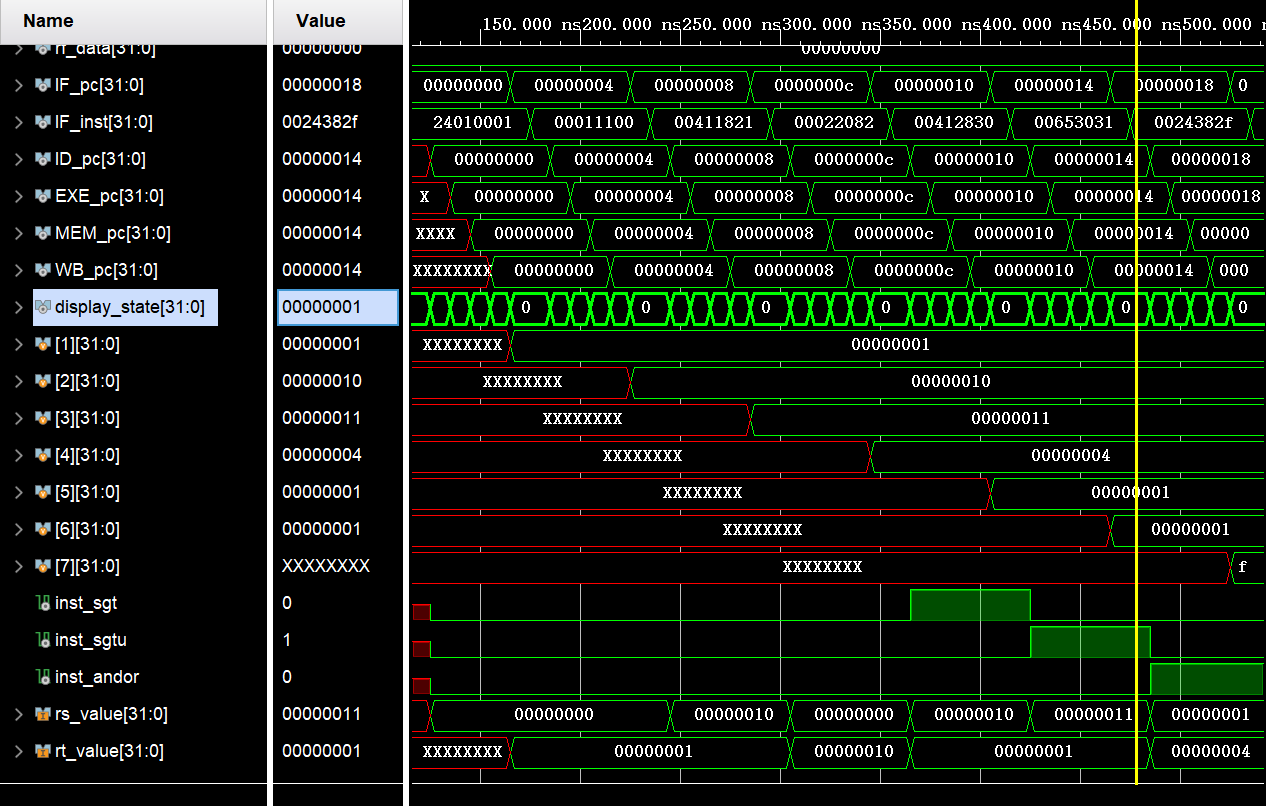 Name Value 150.000 ns 200.000 ns 250.000 ns 300.000 ns 350.000 ns 400.000 ns 450.000 ns 500.000 ns
rf_data[31:0] 00000000 00000000
IF_pc[31:0] 00000018 00000000 00000004 00000008 0000000c 00000010 00000014 00000018 0
IF_inst[31:0] 0024382f 24010001 00011100 00411821 00022082 00412830 00653031 0024382f
ID_pc[31:0] 00000014 00000000 00000004 00000008 0000000c 00000010 00000014 00000018
EXE_pc[31:0] 00000014 X 00000000 00000004 00000008 0000000c 00000010 00000014 00000018
MEM_pc[31:0] 00000014 XXXX 00000000 00000004 00000008 0000000c 00000010 00000014 00000
WB_pc[31:0] 00000014 XXXXXXXX 00000000 00000004 00000008 0000000c 00000010 00000014 000
display_state[31:0] 00000001 0 0 0 0 0 0 0
[1][31:0] 00000001 XXXXXXXX 00000001
[2][31:0] 00000010 XXXXXXXX 00000010
[3][31:0] 00000011 XXXXXXXX 00000011
[4][31:0] 00000004 XXXXXXXX 00000004
[5][31:0] 00000001 XXXXXXXX 00000001
[6][31:0] 00000001 XXXXXXXX 00000001
[7][31:0] XXXXXXXX XXXXXXXX f
inst_sgt 0
inst_sgtu 1
inst_andor 0
rs_value[31:0] 00000011 00000000 00000010 00000000 00000010 00000011 00000001
rt_value[31:0] 00000001 XXXXXXXX 00000001 00000010 00000001 00000004